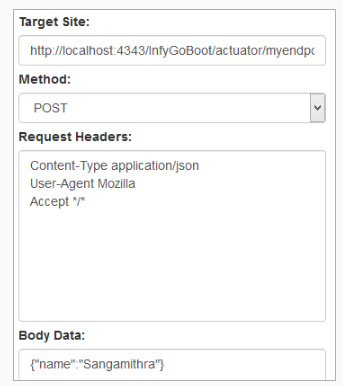 Target Site:
http://localhost:4343/InfyGoBoot/actuator/myendpo
Method:
POST
Request Headers:
Content-Type application/json
User-Agent Mozilla
Accept */*
Body Data:
{"name":"Sangamithra"}